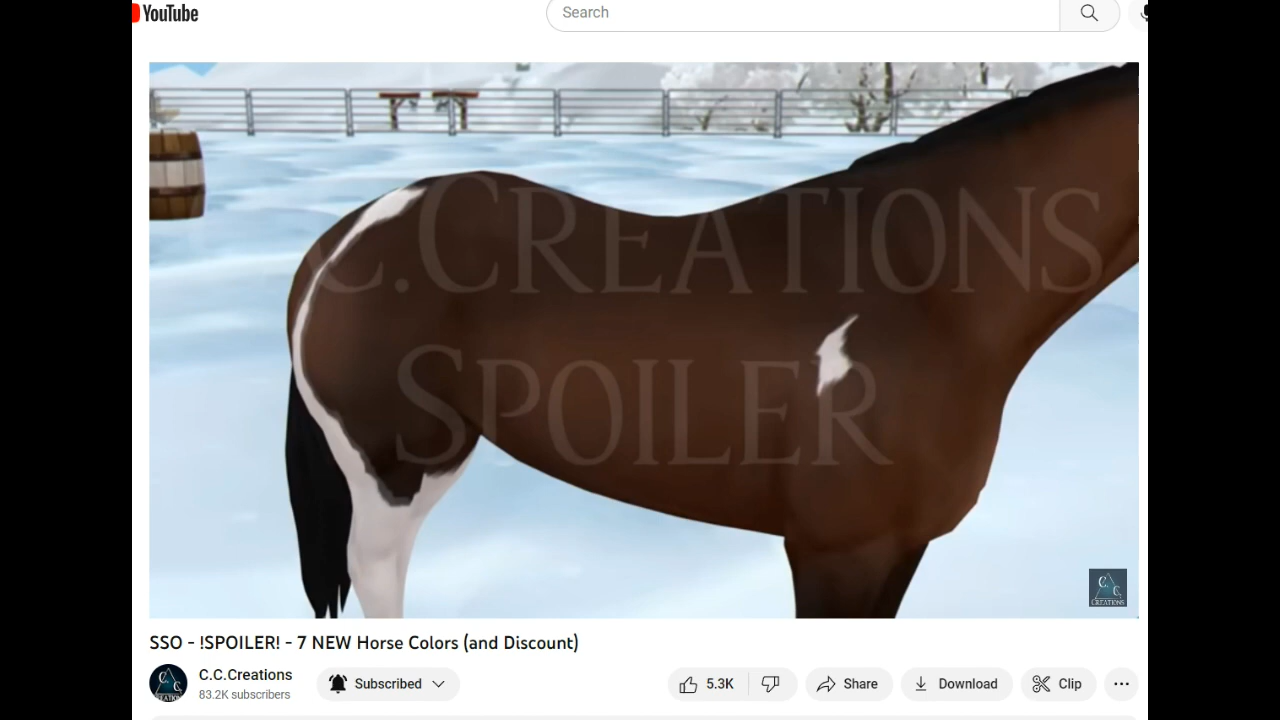 YouTube
Search
C.CREATIONS
SPOILER
C. C.
CREATIONS
SSO - !SPOILER! - 7 NEW Horse Colors (and Discount)
C.C.Creations
83.2K subscribers
Subscribed
5.3K
Share
Download
Clip